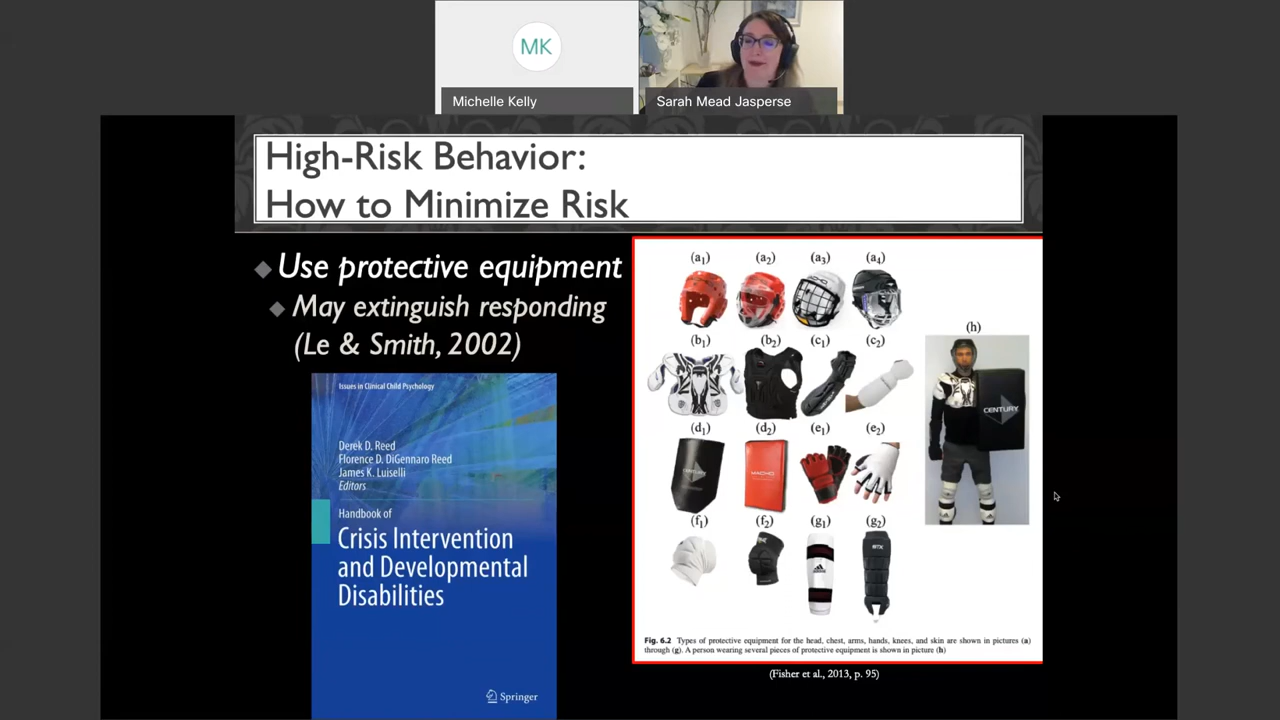 MK
Michelle Kelly
Sarah Mead Jasperse
High-Risk Behavior:
How to Minimize Risk
Use protective equipment
May extinguish responding
(Le & Smith, 2002)
Issues in Clinical Child Psychology
Derek D. Reed
Florence D. DiGennaro Reed
James K. Luiselli
Editors
Handbook of
Crisis Intervention
and Developmental
Disabilities
Springer
(a₁) (a₂) (a₃) (a₄)
(b₁) (b₂) (c₁) (c₂)
(h)
CENTURY
(d₁) (d₂) (e₁) (e₂)
CENTURY
MACHO
(f₁) (f₂) (g₁) (g₂)
adidas
STX
Fig. 6.2 Types of protective equipment for the head, chest, arms, hands, knees, and skin are shown in pictures (a)
through (g). A person wearing several pieces of protective equipment is shown in picture (h)
(Fisher et al., 2013, p. 95)